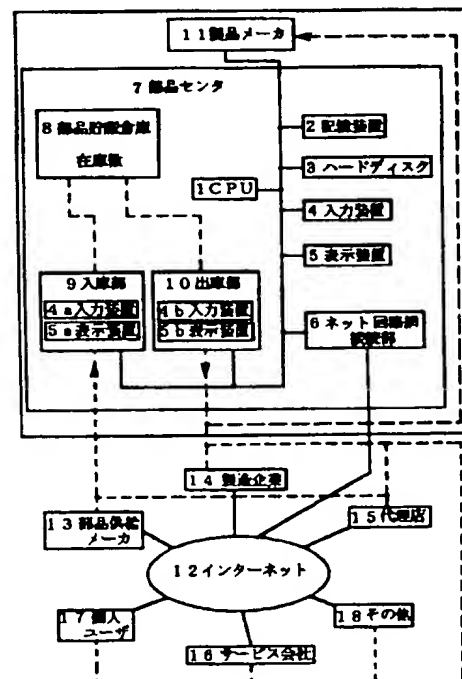 11製品メーカ
7部品センタ
8部品貯蔵倉庫
在庫数
2記憶装置
3ハードディスク
1CPU
4入力装置
5表示装置
9入庫部
4a入力装置
5a表示装置
10出庫部
4b入力装置
5b表示装置
6ネット回路網
接続部
14製造企業
13部品供給
メーカ
15代理店
12インターネット
17個人
ユーザ
18その他
16サービス会社